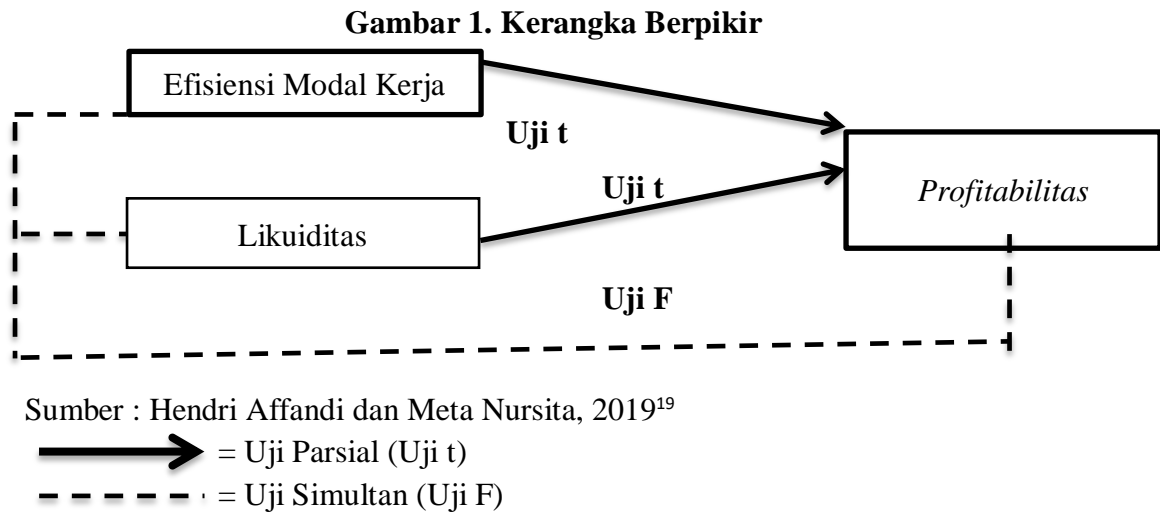 Gambar 1. Kerangka Berpikir
Efisiensi Modal Kerja
Uji t
Uji t
Profitabilitas
Likuiditas
Uji F
Sumber : Hendri Affandi dan Meta Nursita, 2019¹⁹
= Uji Parsial (Uji t)
= Uji Simultan (Uji F)